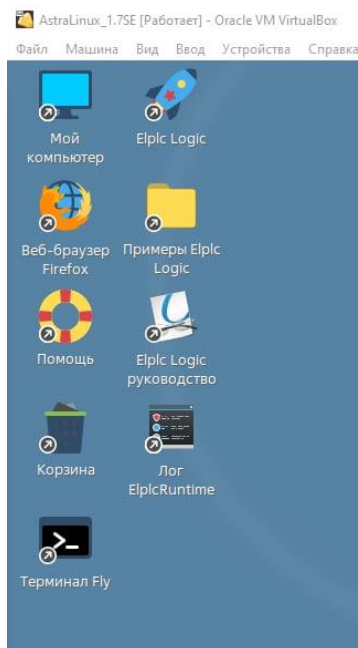 AstraLinux_1.7SE [Работает] - Oracle VM VirtualBox
Файл Машина Вид Ввод Устройства Справка
Мой
компьютер
Elplc Logic
Веб-браузер
Firefox
Примеры Elplc
Logic
Помощь
Elplc Logic
руководство
Корзина
Лог
ElplcRuntime
Терминал Fly